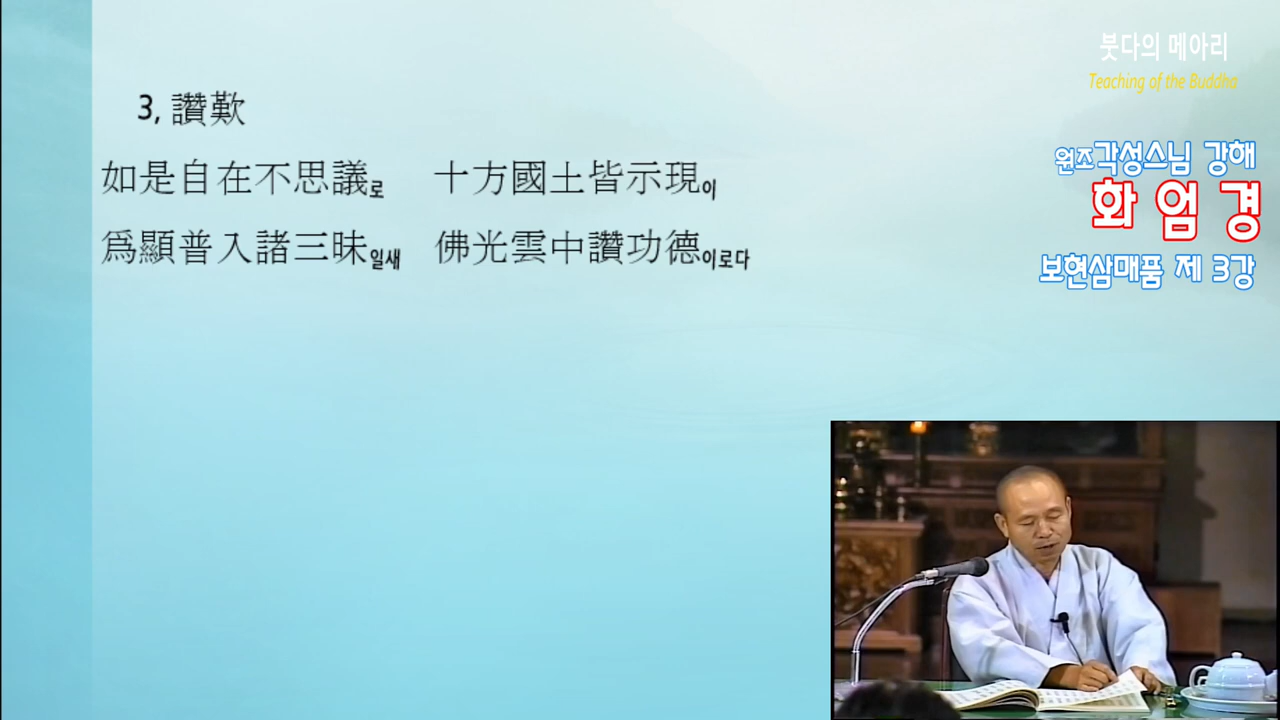 3, 讚歎
如是自在不思議로 十方國土皆示現이
爲顯普入諸三昧일새 佛光雲中讚功德이로다
붓다의 메아리
Teaching of the Buddha
원조각성스님 강해
화엄경
보현삼매품 제 3강